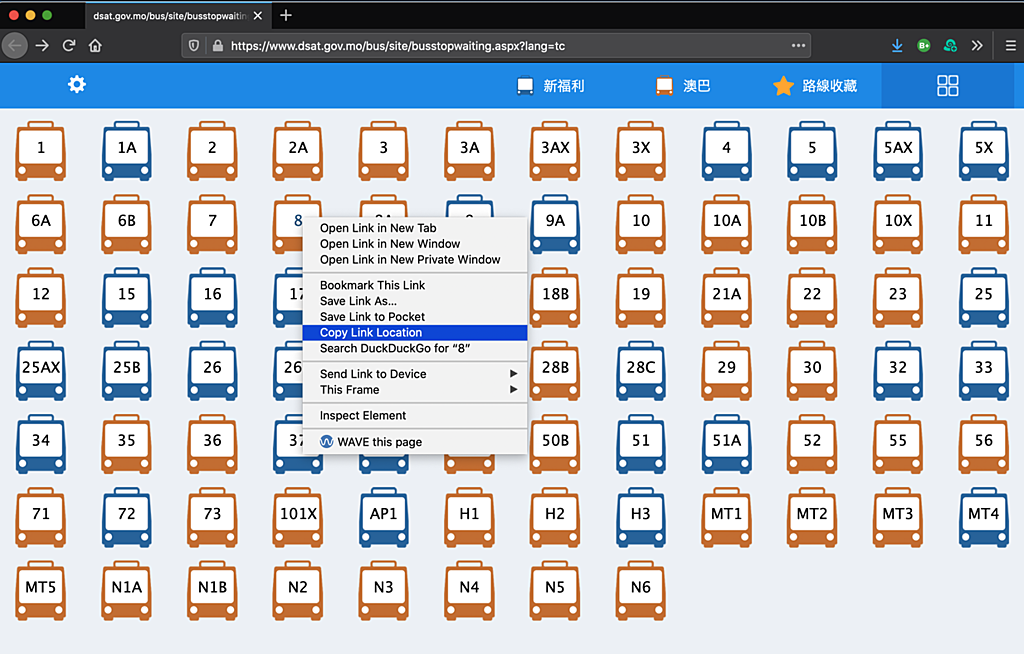 dsat.gov.mo/bus/site/busstopwaitin
https://www.dsat.gov.mo/bus/site/busstopwaiting.aspx?lang=tc
新福利 澳巴 路線收藏
1 1A 2 2A 3 3A 3AX 3X 4 5 5AX 5X
6A 6B 7 8 9A 10 10A 10B 10X 11
12 15 16 17 18B 19 21A 22 23 25
25AX 25B 26 26 28B 28C 29 30 32 33
34 35 36 37 50B 51 51A 52 55 56
71 72 73 101X AP1 H1 H2 H3 MT1 MT2 MT3 MT4
MT5 N1A N1B N2 N3 N4 N5 N6
Open Link in New Tab
Open Link in New Window
Open Link in New Private Window
Bookmark This Link
Save Link As...
Save Link to Pocket
Copy Link Location
Search DuckDuckGo for “8”
Send Link to Device
This Frame
Inspect Element
WAVE this page